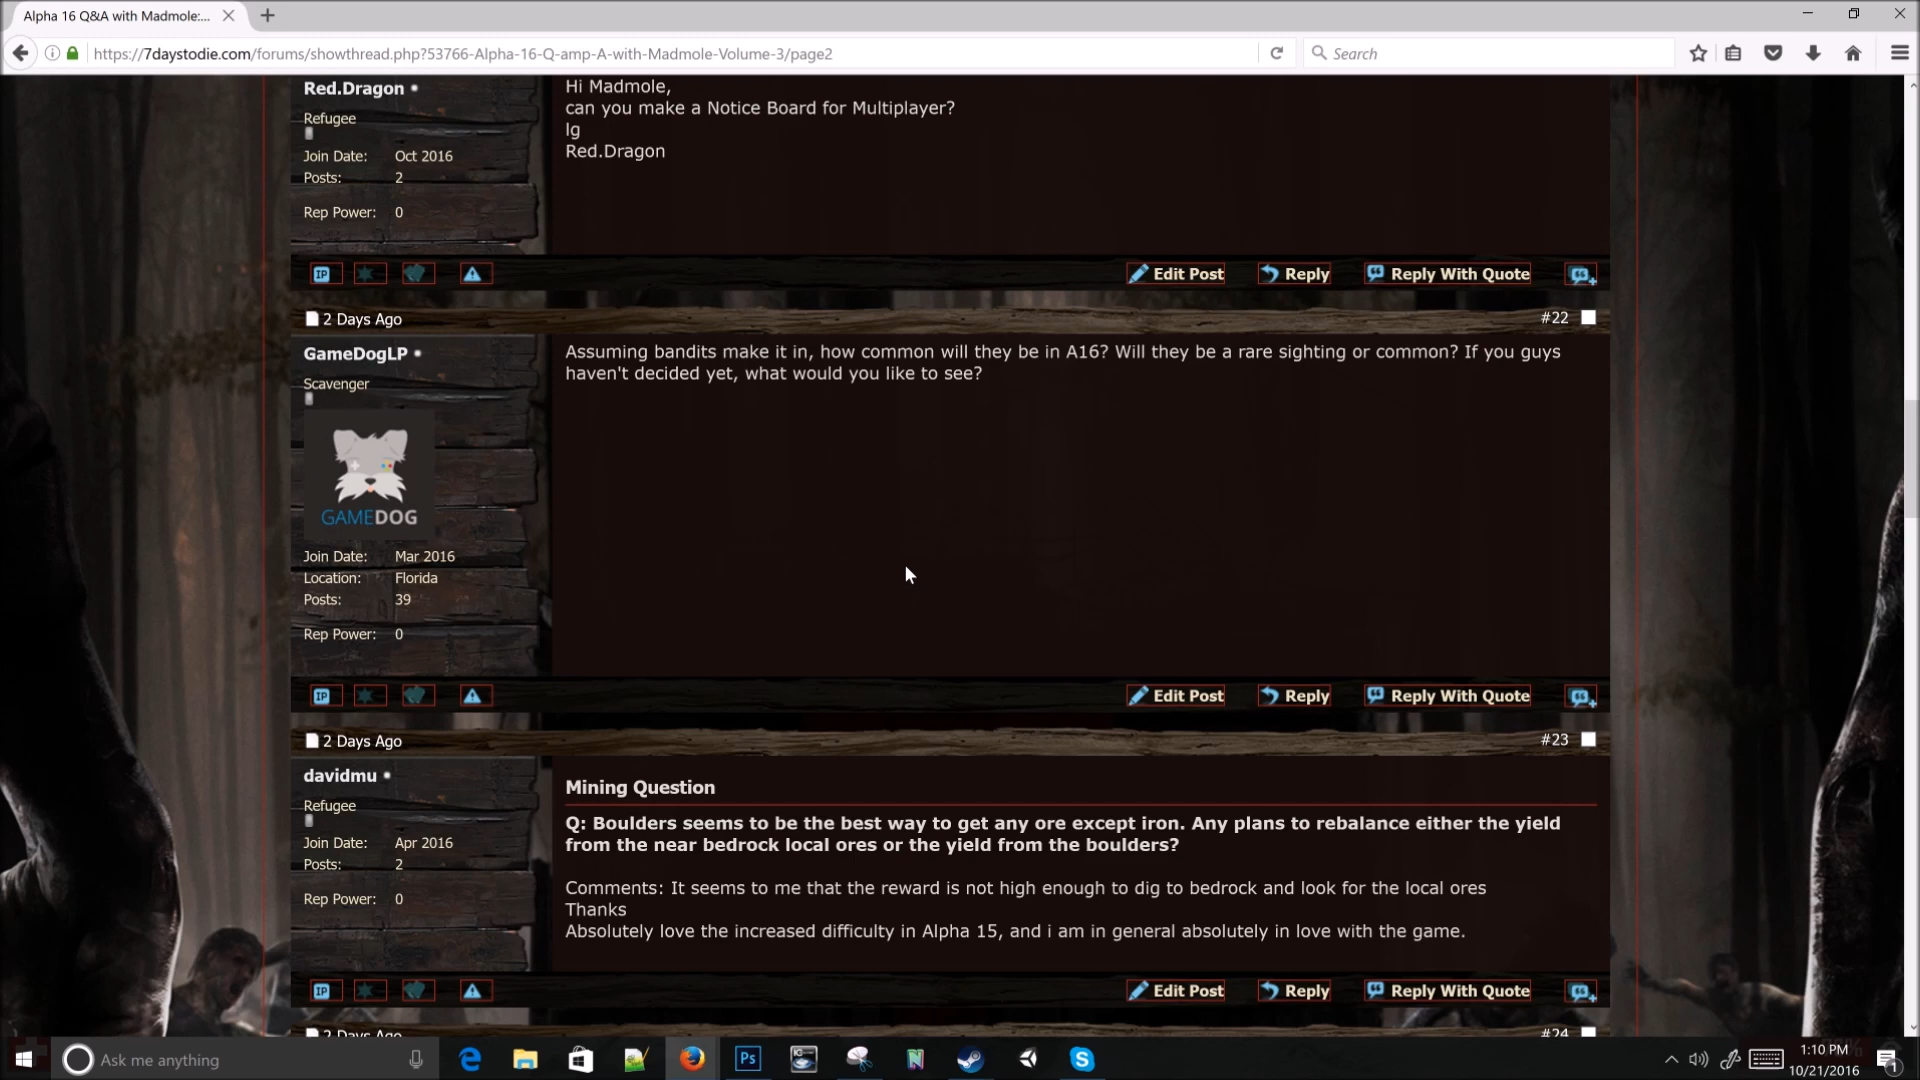 Alpha 16 Q&A with Madmole:...
https://7daystodie.com/forums/showthread.php?53766-Alpha-16-Q-amp-A-with-Madmole-Volume-3/page2
Search
Red.Dragon
Refugee
Join Date: Oct 2016
Posts: 2
Rep Power: 0
Hi Madmole,
can you make a Notice Board for Multiplayer?
lg
Red.Dragon
IP
Edit Post Reply Reply With Quote
2 Days Ago #22
GameDogLP
Scavenger
GAMEDOG
Join Date: Mar 2016
Location: Florida
Posts: 39
Rep Power: 0
Assuming bandits make it in, how common will they be in A16? Will they be a rare sighting or common? If you guys
haven't decided yet, what would you like to see?
IP
Edit Post Reply Reply With Quote
2 Days Ago #23
davidmu
Refugee
Join Date: Apr 2016
Posts: 2
Rep Power: 0
Mining Question
Q: Boulders seems to be the best way to get any ore except iron. Any plans to rebalance either the yield
from the near bedrock local ores or the yield from the boulders?
Comments: It seems to me that the reward is not high enough to dig to bedrock and look for the local ores
Thanks
Absolutely love the increased difficulty in Alpha 15, and i am in general absolutely in love with the game.
IP
Edit Post Reply Reply With Quote
2 Days Ago #24
Ask me anything
Ps
1:10 PM
10/21/2016
1